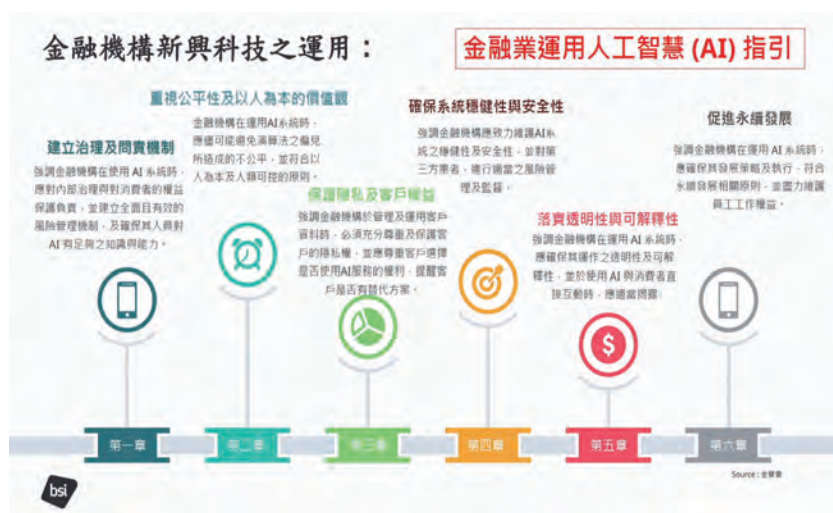 金融機構新興科技之運用：
金融業運用人工智慧 (AI) 指引
建立治理及問責機制
強調金融機構在使用 AI 系統時，
應對內部治理與對消費者的權益
保護負責，並建立全面且有效的
風險管理機制，及確保其人員對
AI 有足夠之知識與能力。
重視公平性及以人為本的價值觀
金融機構在運用AI系統時，
應儘可能避免演算法之偏見
所造成的不公平，並符合以
人為本及人類可控的原則。
保護隱私及客戶權益
強調金融機構於管理及運用客戶
資料時，必須充分尊重及保護客
戶的隱私權，並應尊重客戶選擇
是否使用AI服務的權利，提醒客
戶是否有替代方案。
確保系統穩健性與安全性
強調金融機構應致力維護AI系
統之穩健性及安全性，並對第
三方業者，進行適當之風險管
理及監督。
落實透明性與可解釋性
強調金融機構在運用 AI 系統時，
應確保其運作之透明性及可解
釋性，並於使用 AI 與消費者直
接互動時，應適當揭露。
促進永續發展
強調金融機構在運用 AI 系統時，
應確保其發展策略及執行，符合
永續發展相關原則，並盡力維護
員工工作權益。
$
第一章
第二章
第三章
第四章
第五章
第六章
Source：金管會
bsi